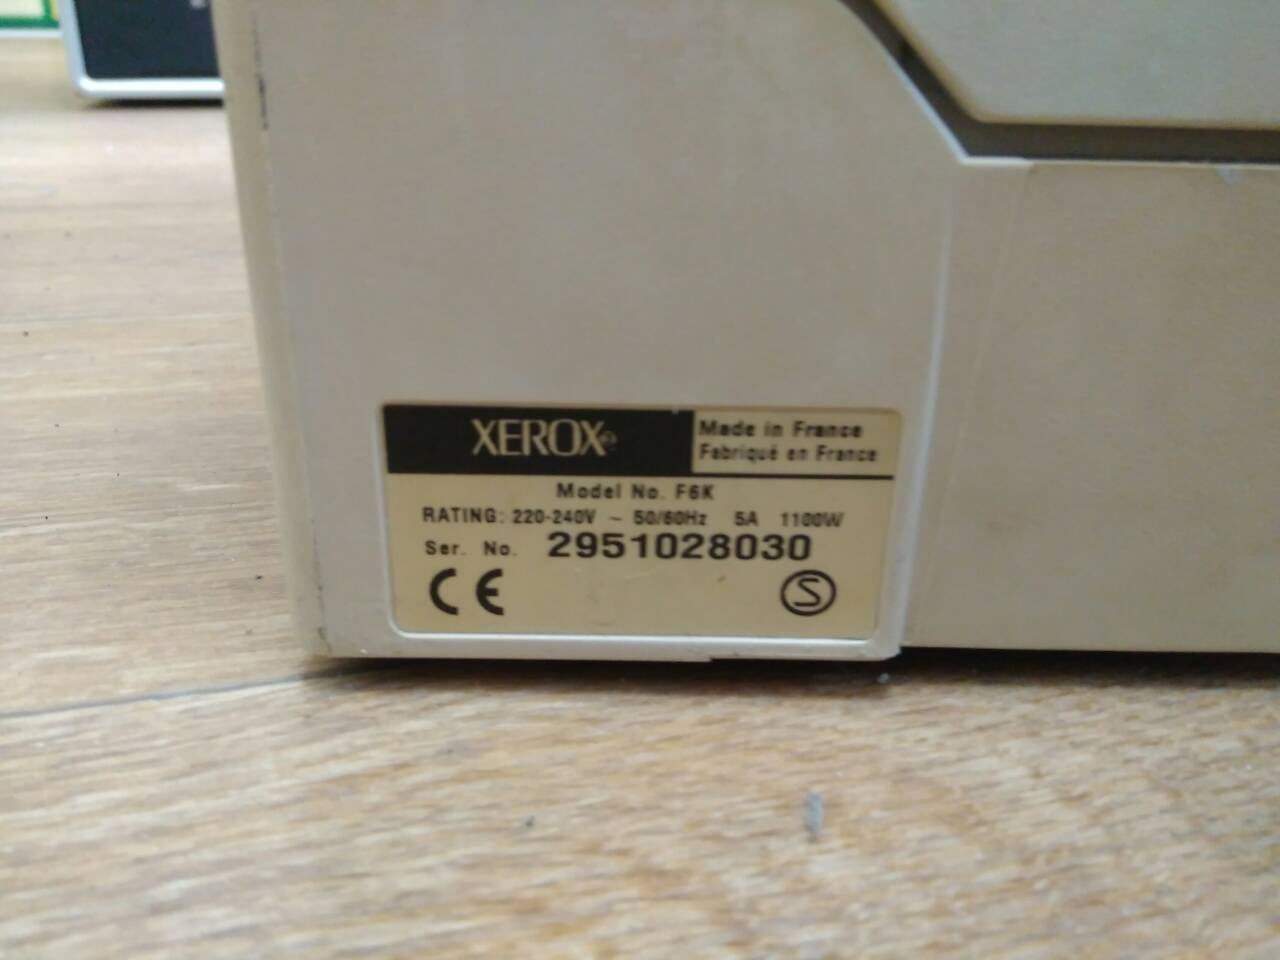 XEROX®
Made in France
Fabriqué en France
Model No. F6K
RATING: 220-240V ~ 50/60Hz 5A 1100W
Ser. No. 2951028030
CE
S